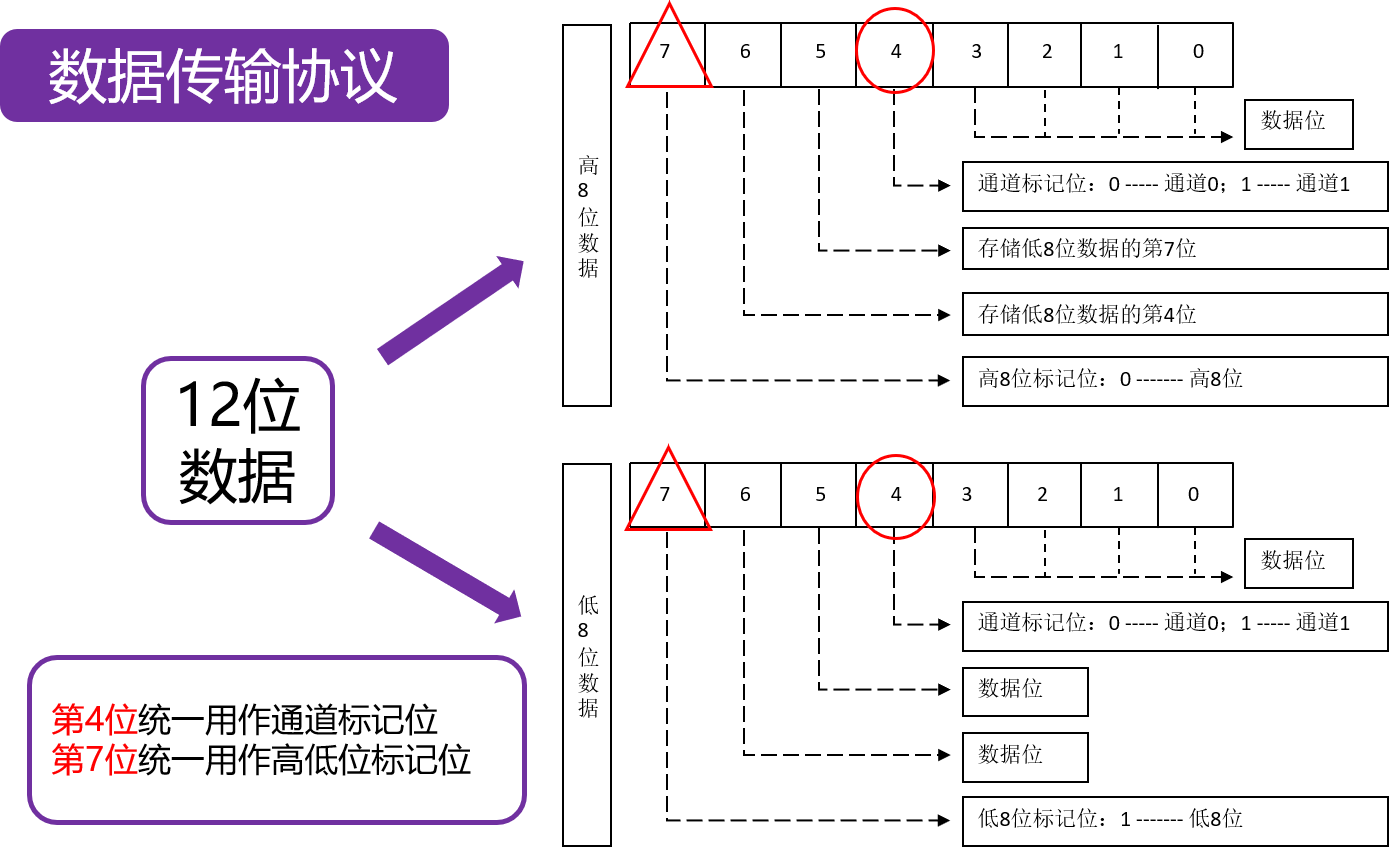 数据传输协议
12位
数据
第4位统一用作通道标记位
第7位统一用作高低位标记位
高
8
位
数
据
7 6 5 4 3 2 1 0
数据位
通道标记位：0 ----- 通道0；1 ----- 通道1
存储低8位数据的第7位
存储低8位数据的第4位
高8位标记位：0 ------- 高8位
低
8
位
数
据
7 6 5 4 3 2 1 0
数据位
通道标记位：0 ----- 通道0；1 ----- 通道1
数据位
数据位
低8位标记位：1 ------- 低8位